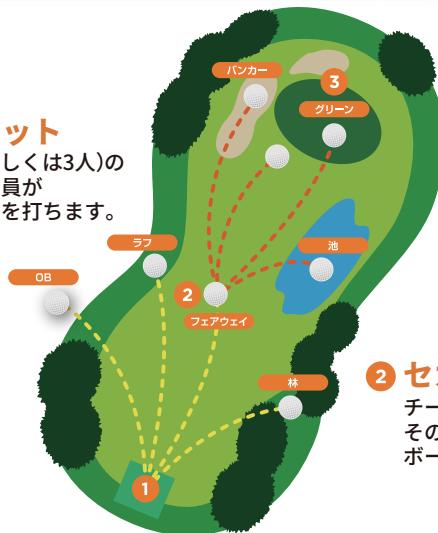 バンカー
3
グリーン
ット
しくは3人)の
員が
を打ちます。
ラフ
池
OB
2
フェアウェイ
林
2 セ
チー
その
ボー
1